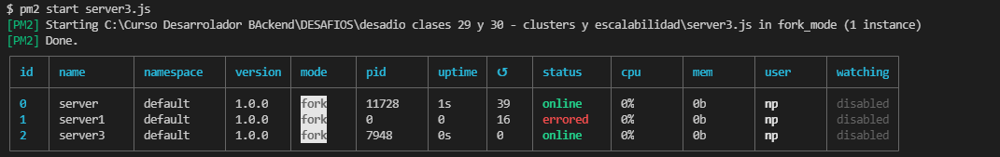 $ pm2 start server3.js
[PM2] Starting C:\Curso Desarrolador BAckend\DESAFIOS\desadio clases 29 y 30 - clusters y escalabilidad\server3.js in fork_mode (1 instance)
[PM2] Done.
id name namespace version mode pid uptime ↺ status cpu mem user watching
0 server default 1.0.0 fork 11728 1s 39 online 0% 0b np disabled
1 server1 default 1.0.0 fork 0 0 16 errored 0% 0b np disabled
2 server3 default 1.0.0 fork 7948 0s 0 online 0% 0b np disabled